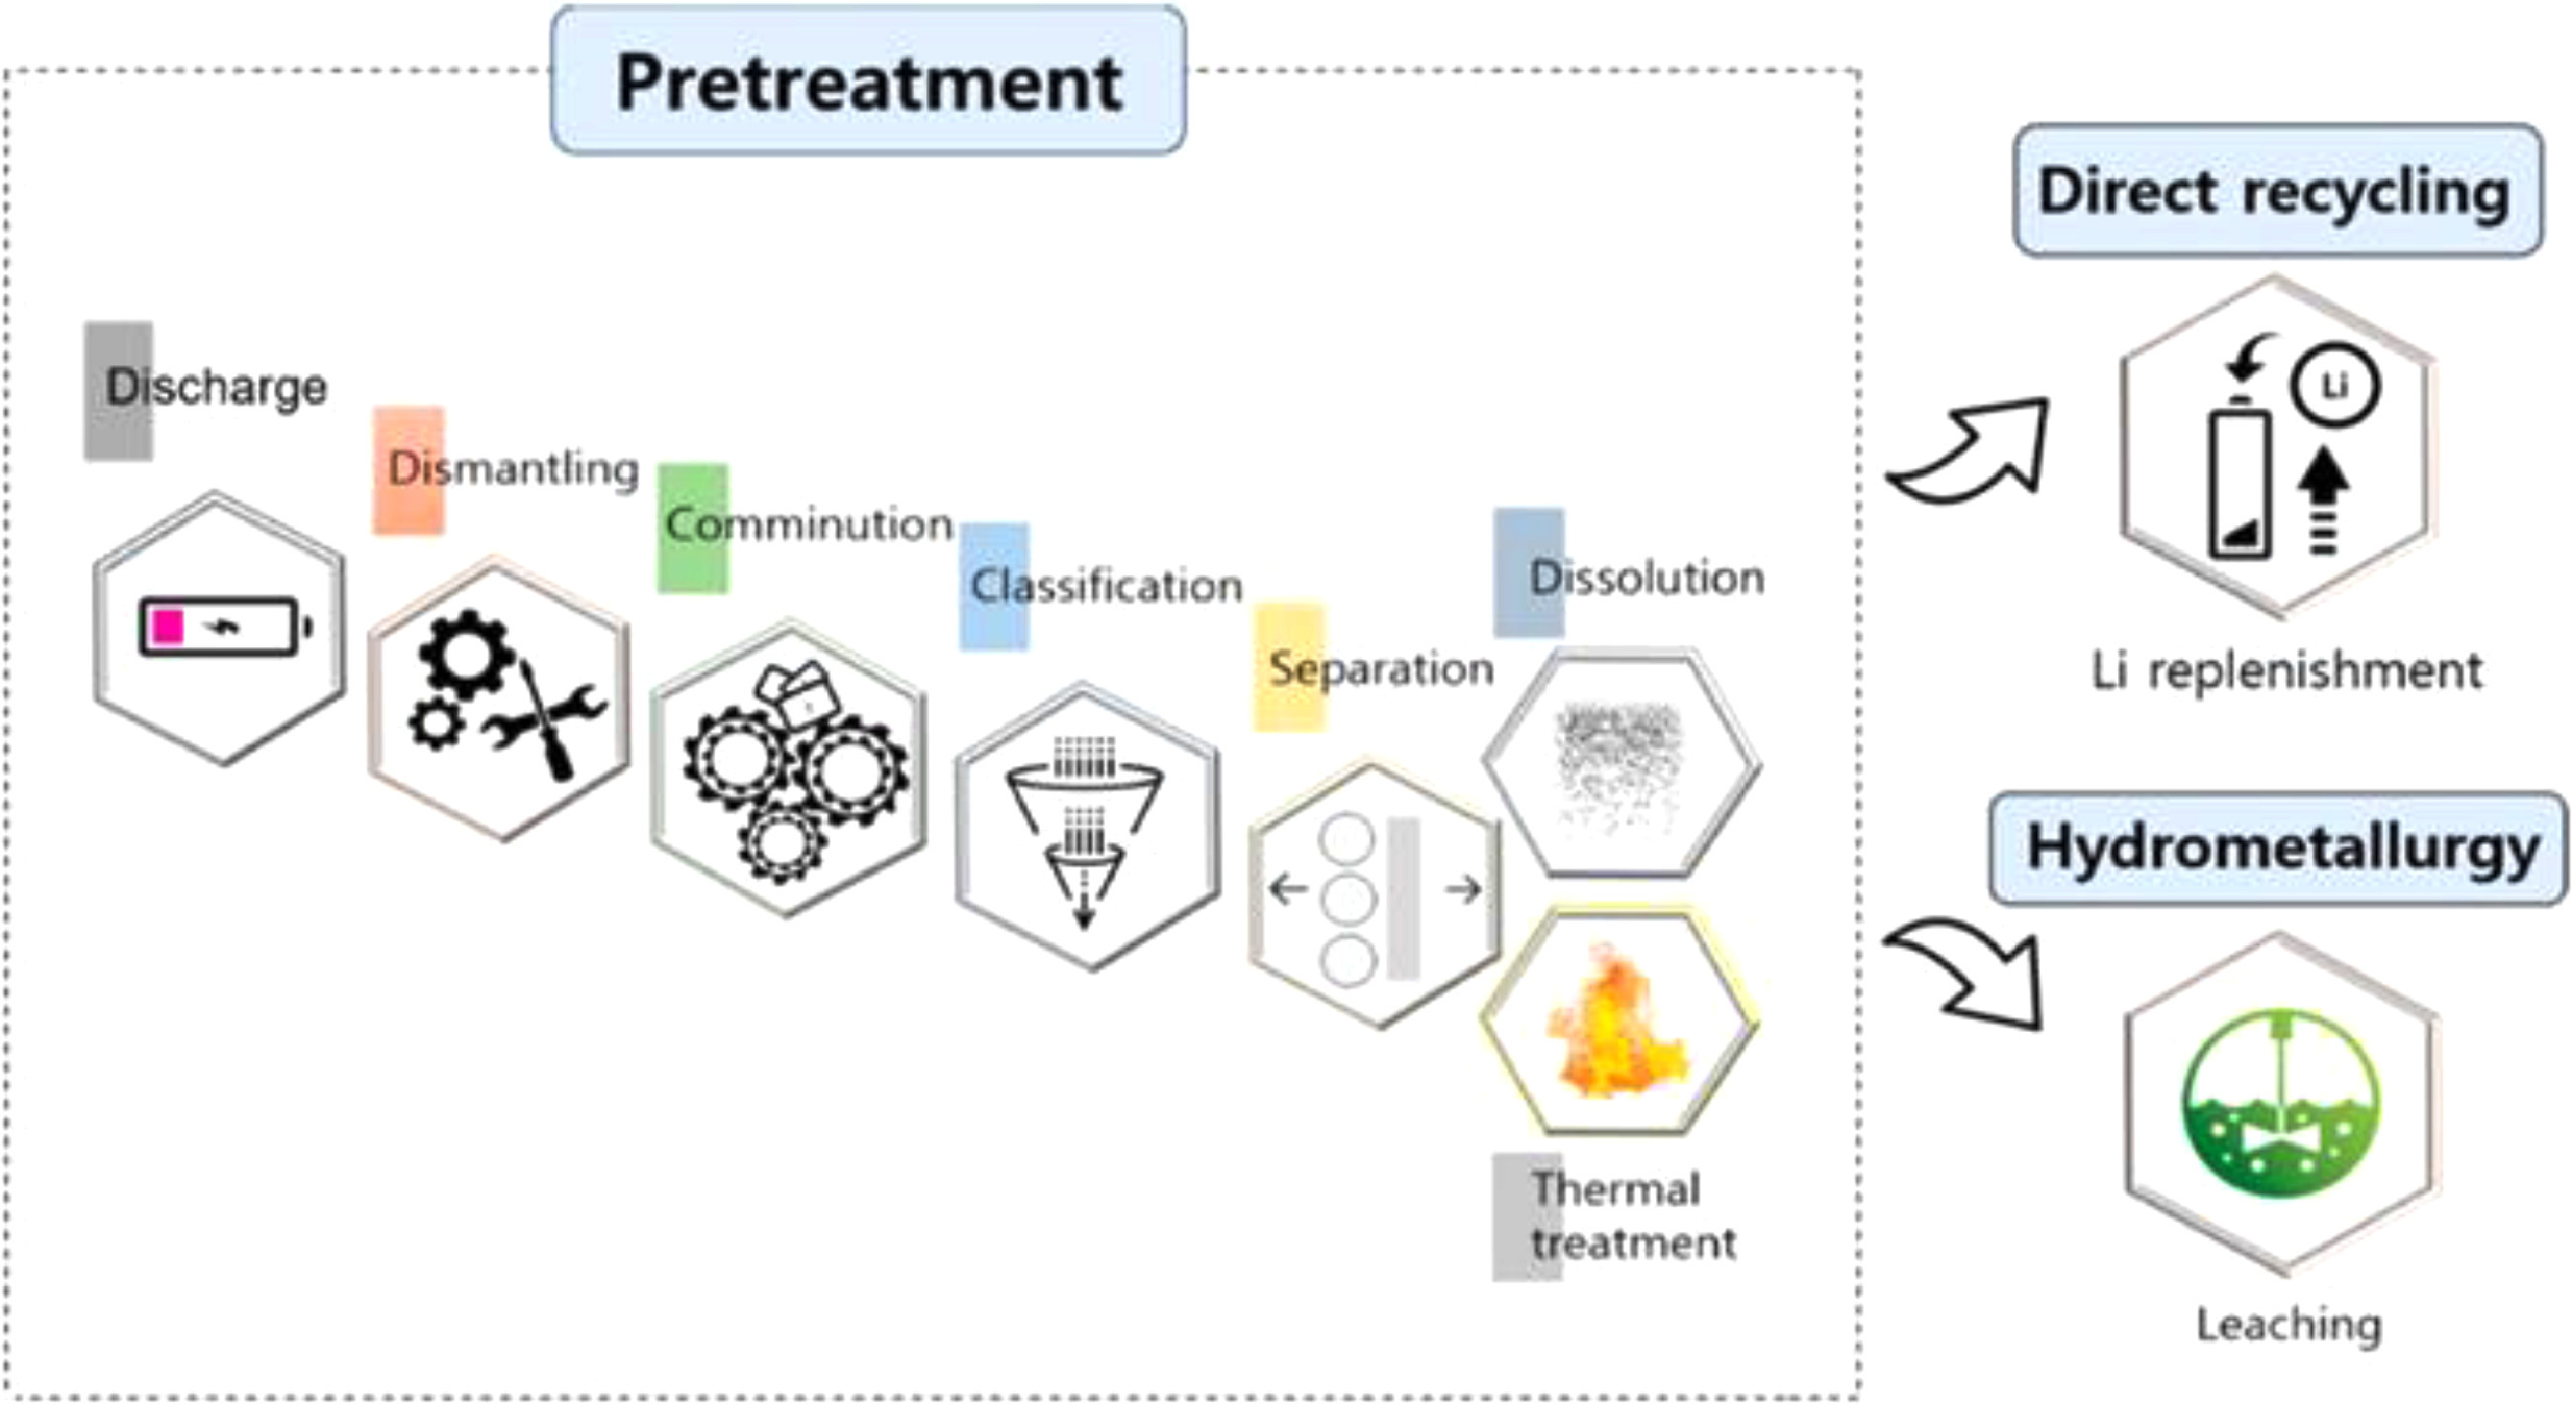 Pretreatment
Direct recycling
Discharge
Dismantling
Comminution
Classification
Separation
Dissolution
Thermal
treatment
Li
Li replenishment
Hydrometallurgy
Leaching